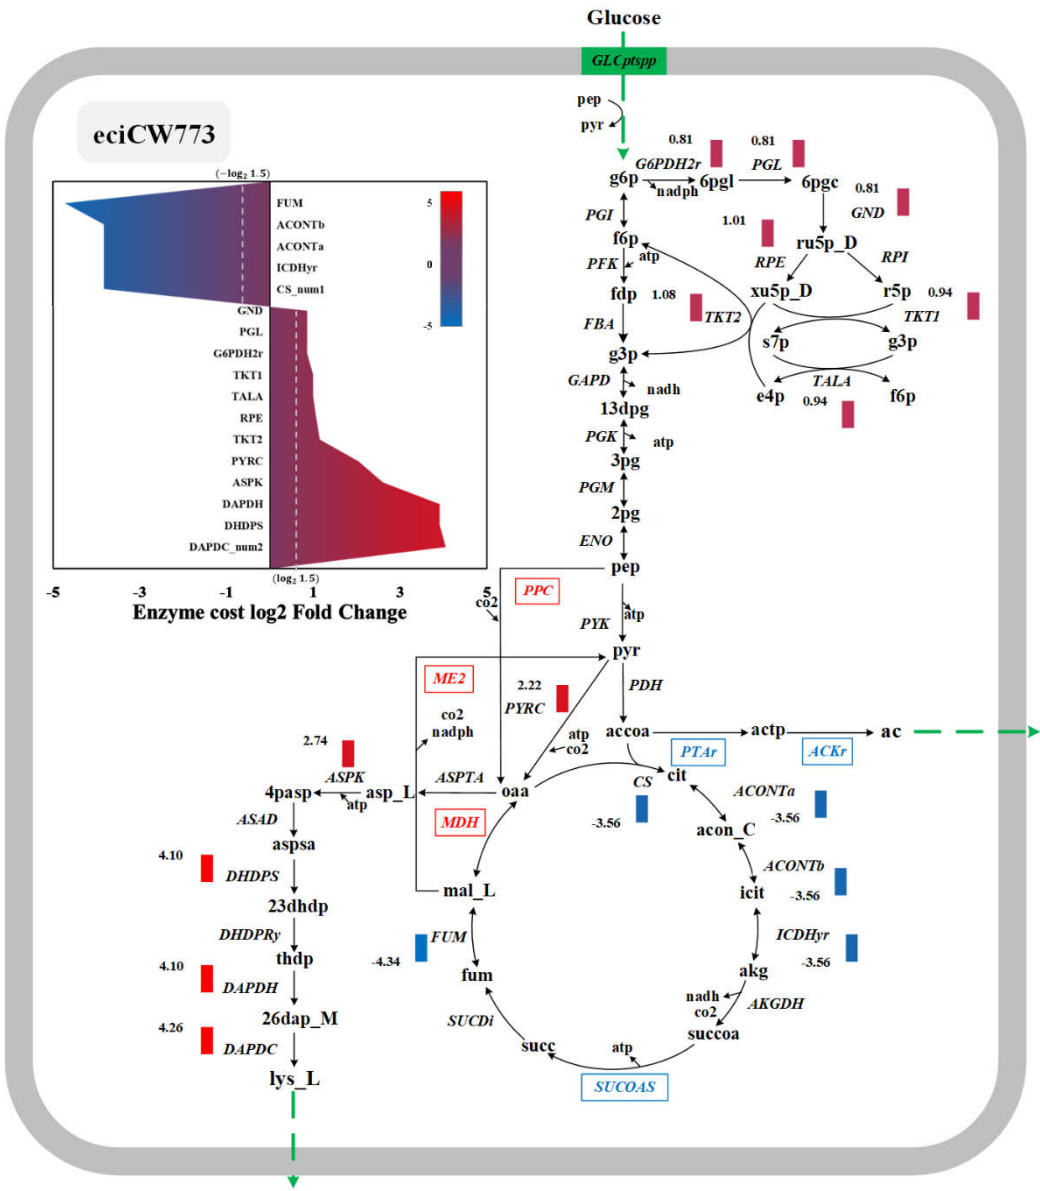 Glucose
GLCptspp
pep
pyr
eciCW773
(−log₂ 1.5)
FUM
ACONTb
ACONTa
ICDHyr
CS_num1
GND
PGL
G6PDH2r
TKT1
TALA
RPE
TKT2
PYRC
ASPK
DAPDH
DHDPS
DAPDC_num2
(log₂ 1.5)
5
0
-5
-5
-3
-1
1
3
5
Enzyme cost log2 Fold Change
0.81
0.81
g6p
G6PDH2r
nadph
6pgl
PGL
6pgc
0.81
GND
PGI
1.01
ru5p_D
f6p
RPE
RPI
PFK
atp
fdp
1.08
TKT2
xu5p_D
r5p
0.94
TKT1
FBA
s7p
g3p
g3p
GAPD
nadh
TALA
e4p
0.94
f6p
13dpg
PGK
atp
3pg
PGM
2pg
ENO
pep
PPC
co2
PYK
atp
pyr
ME2
2.22
PYRC
PDH
co2
nadph
atp
co2
accoa
PTAr
actp
ACKr
ac
2.74
ASPK
4pasp
atp
asp_L
ASPTA
oaa
CS
cit
-3.56
ACONTa
-3.56
ASAD
aspsa
MDH
acon_C
4.10
DHDPS
ACONTb
-3.56
23dhdp
mal_L
icit
DHDPRy
FUM
-4.34
ICDHyr
-3.56
thdp
4.10
DAPDH
fum
akg
nadh
co2
AKGDH
26dap_M
SUCDi
succoa
4.26
DAPDC
succ
atp
lys_L
SUCOAS